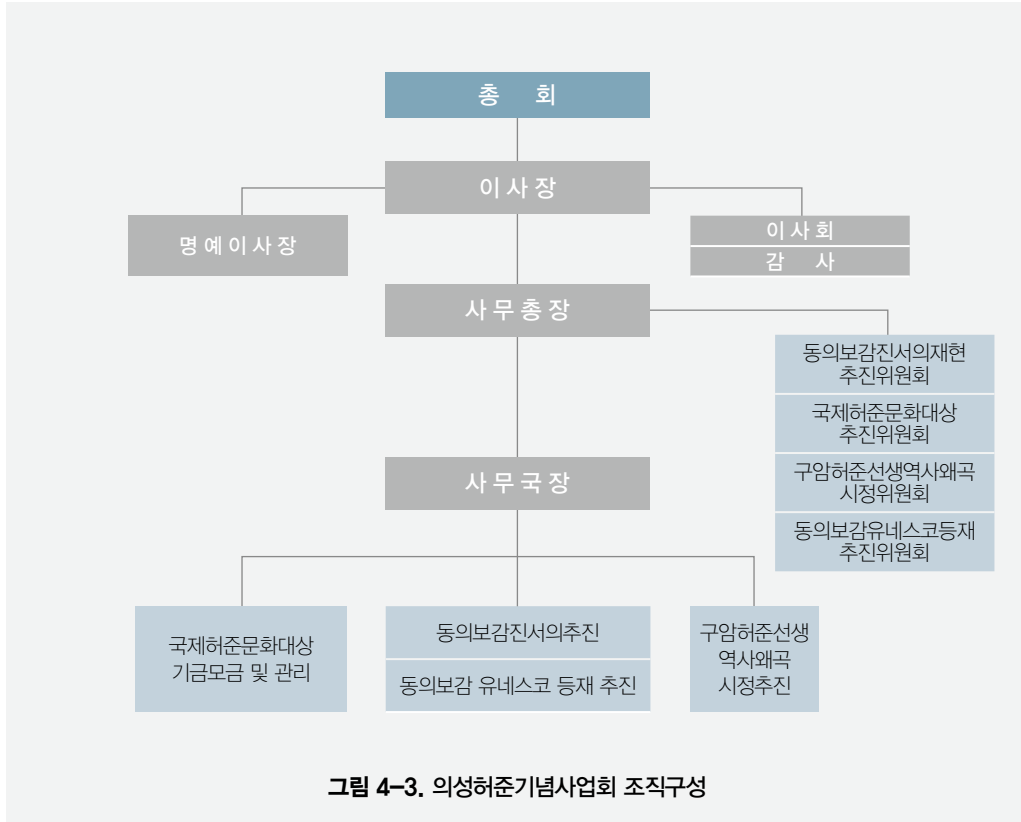 총 회
이사장
명예이사장
이사회
감 사
사무총장
동의보감진서의재현
추진위원회
국제허준문화대상
추진위원회
구암허준선생역사왜곡
시정위원회
동의보감유네스코등재
추진위원회
사무국장
국제허준문화대상
기금모금 및 관리
동의보감진서의추진
동의보감 유네스코 등재 추진
구암허준선생
역사왜곡
시정추진
그림 4-3. 의성허준기념사업회 조직구성